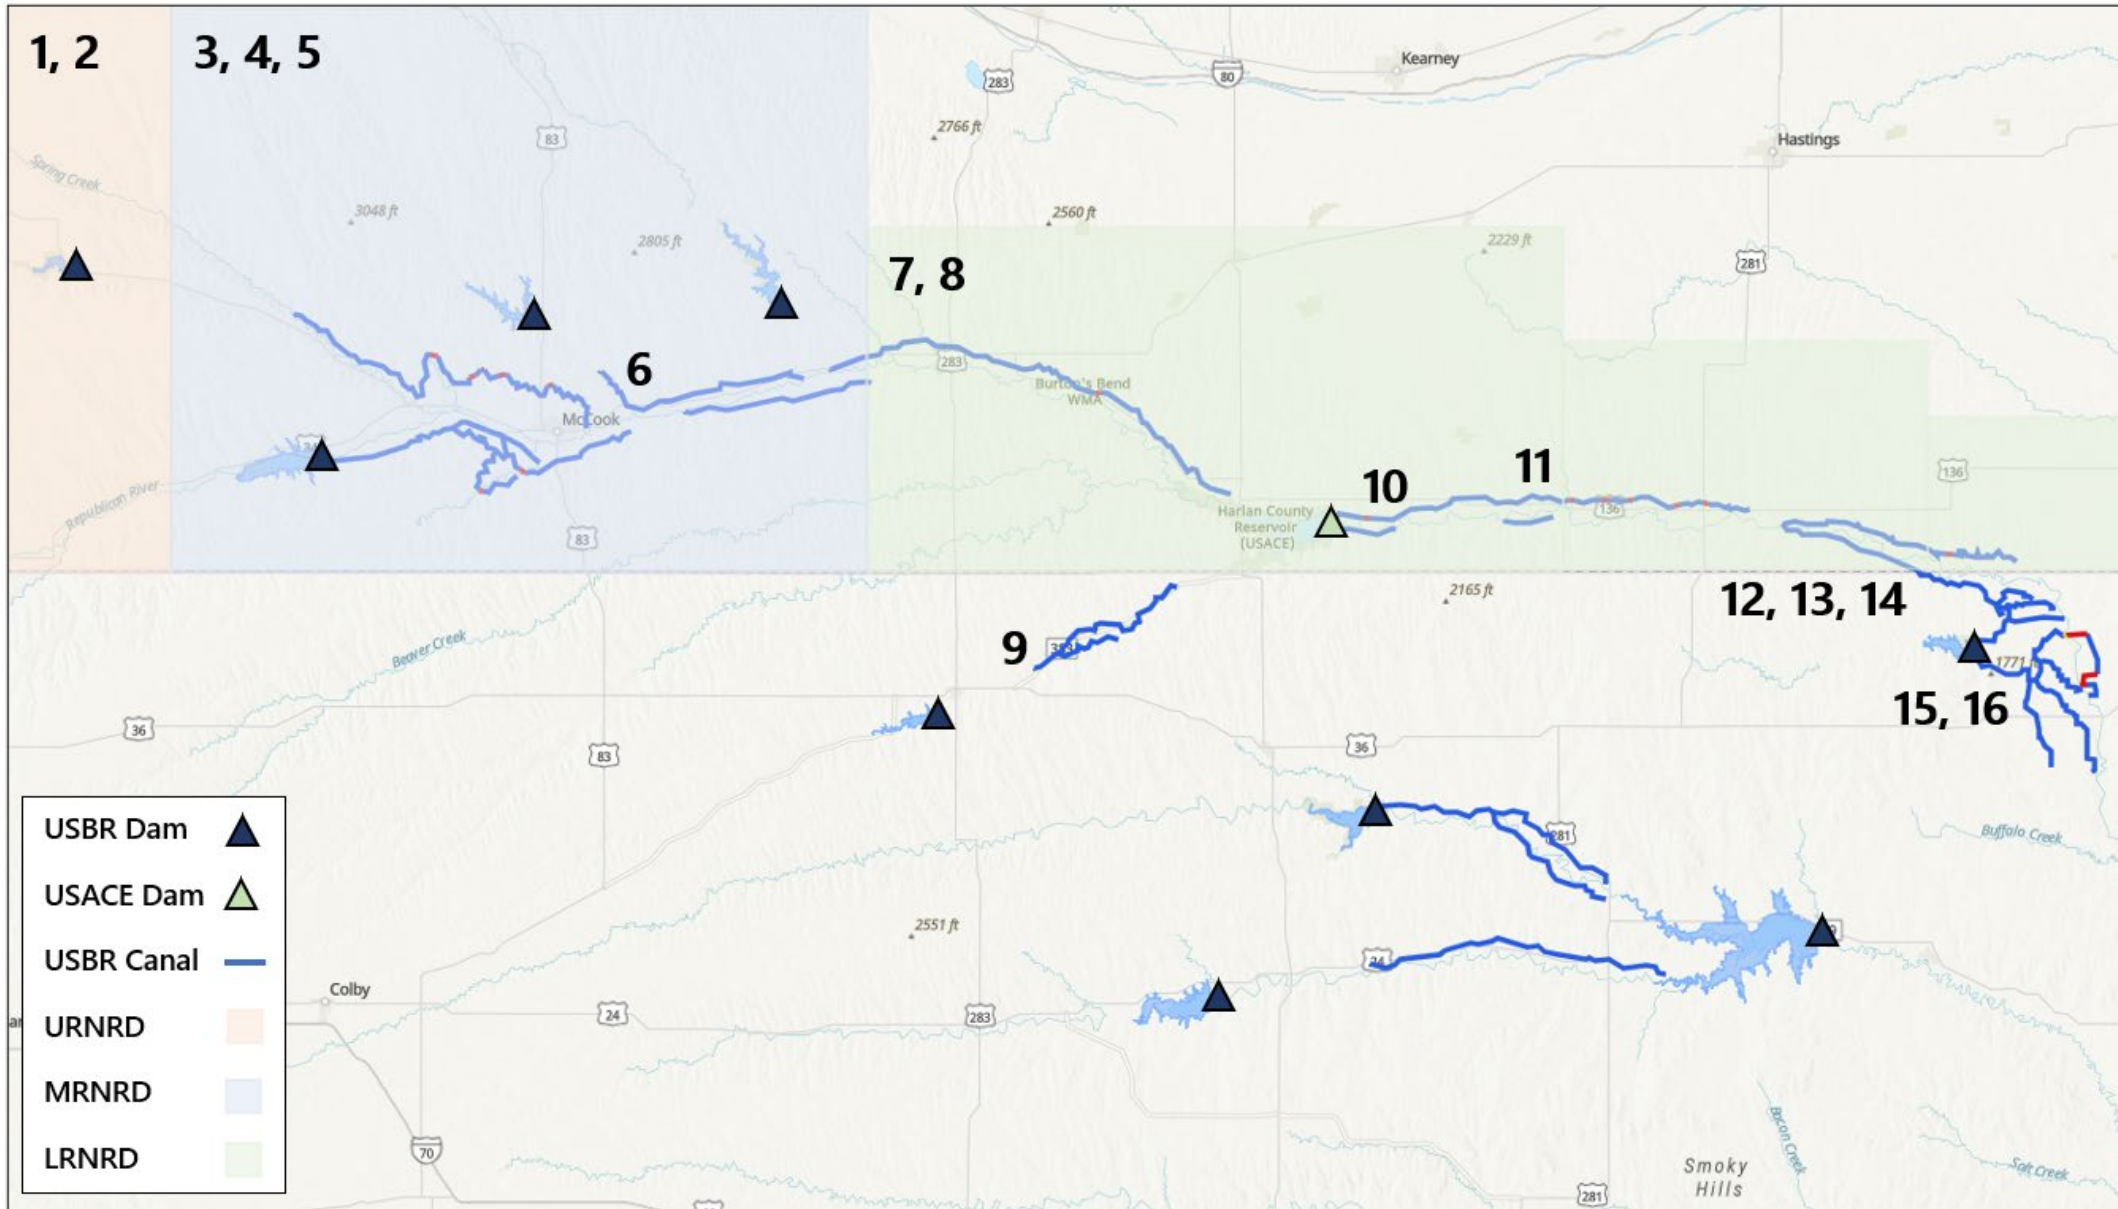 1, 2
3, 4, 5
283
80
Kearney
83
2766 ft
Hastings
Spring Creek
3048 ft
2560 ft
2805 ft
2229 ft
281
7, 8
6
283
Burton's Bend
WMA
McCook
11
136
10
Republican River
Harlan County
Reservoir
(USACE)
136
83
2165 ft
12, 13, 14
Beaver Creek
9
1771 ft
15, 16
36
83
36
281
Buffalo Creek
USBR Dam
USACE Dam
USBR Canal
URNRD
MRNRD
LRNRD
2551 ft
24
Colby
24
283
70
Bacon Creek
Smoky
Hills
Salt Creek
281